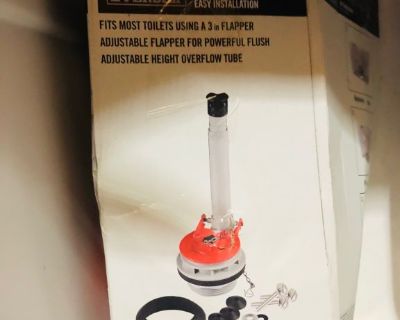 EASY INSTALLATION
FITS MOST TOILETS USING A 3 in FLAPPER
ADJUSTABLE FLAPPER FOR POWERFUL FLUSH
ADJUSTABLE HEIGHT OVERFLOW TUBE